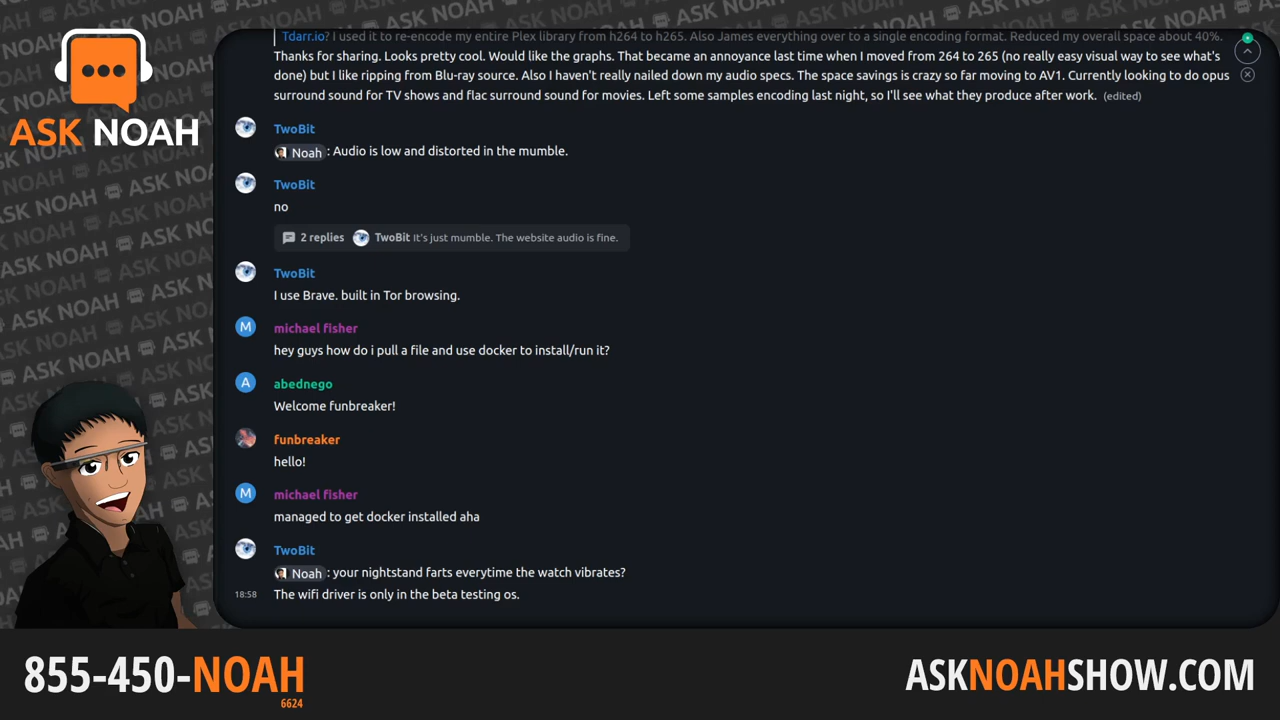 Tdarr.io? I used it to re-encode my entire Plex library from h264 to h265. Also James everything over to a single encoding format. Reduced my overall space about 40%.
Thanks for sharing. Looks pretty cool. Would like the graphs. That became an annoyance last time when I moved from 264 to 265 (no really easy visual way to see what's
done) but I like ripping from Blu-ray source. Also I haven't really nailed down my audio specs. The space savings is crazy so far moving to AV1. Currently looking to do opus
surround sound for TV shows and flac surround sound for movies. Left some samples encoding last night, so I'll see what they produce after work. (edited)
ASK NOAH
TwoBit
Noah : Audio is low and distorted in the mumble.
TwoBit
no
2 replies TwoBit It's just mumble. The website audio is fine.
TwoBit
I use Brave. built in Tor browsing.
M michael fisher
hey guys how do i pull a file and use docker to install/run it?
A abednego
Welcome funbreaker!
funbreaker
hello!
M michael fisher
managed to get docker installed aha
TwoBit
Noah : your nightstand farts everytime the watch vibrates?
18:58 The wifi driver is only in the beta testing os.
855-450-NOAH
6624
ASKNOAHSHOW.COM